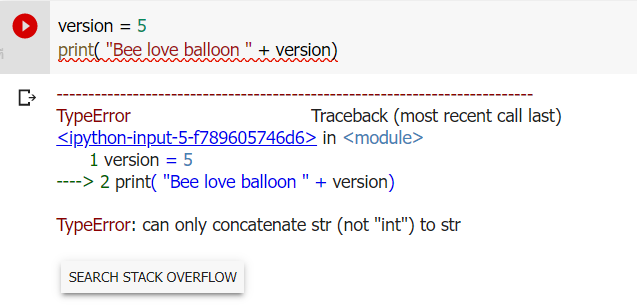 version = 5
print( "Bee love balloon " + version)
---------------------------------------------------------------------------
TypeError Traceback (most recent call last)
<ipython-input-5-f789605746d6> in <module>
1 version = 5
----> 2 print( "Bee love balloon " + version)
TypeError: can only concatenate str (not "int") to str
SEARCH STACK OVERFLOW